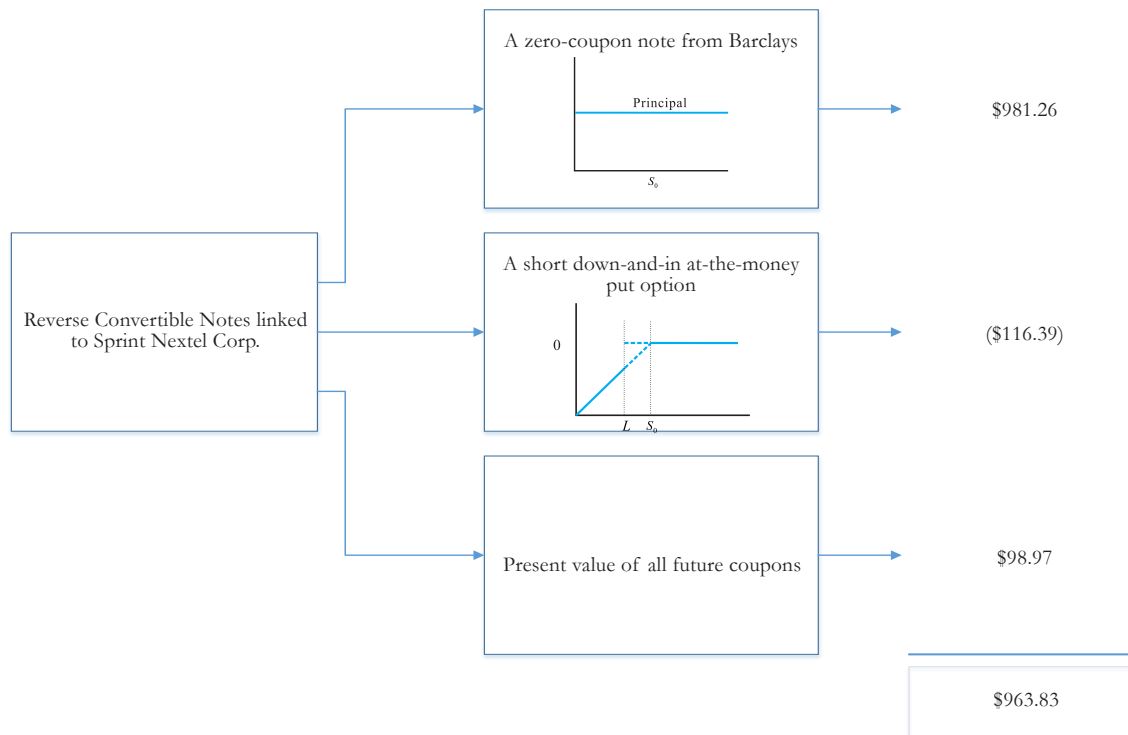 A zero-coupon note from Barclays
Principal
S₀
$981.26
Reverse Convertible Notes linked
to Sprint Nextel Corp.
A short down-and-in at-the-money
put option
0
L S₀
($116.39)
Present value of all future coupons
$98.97
$963.83